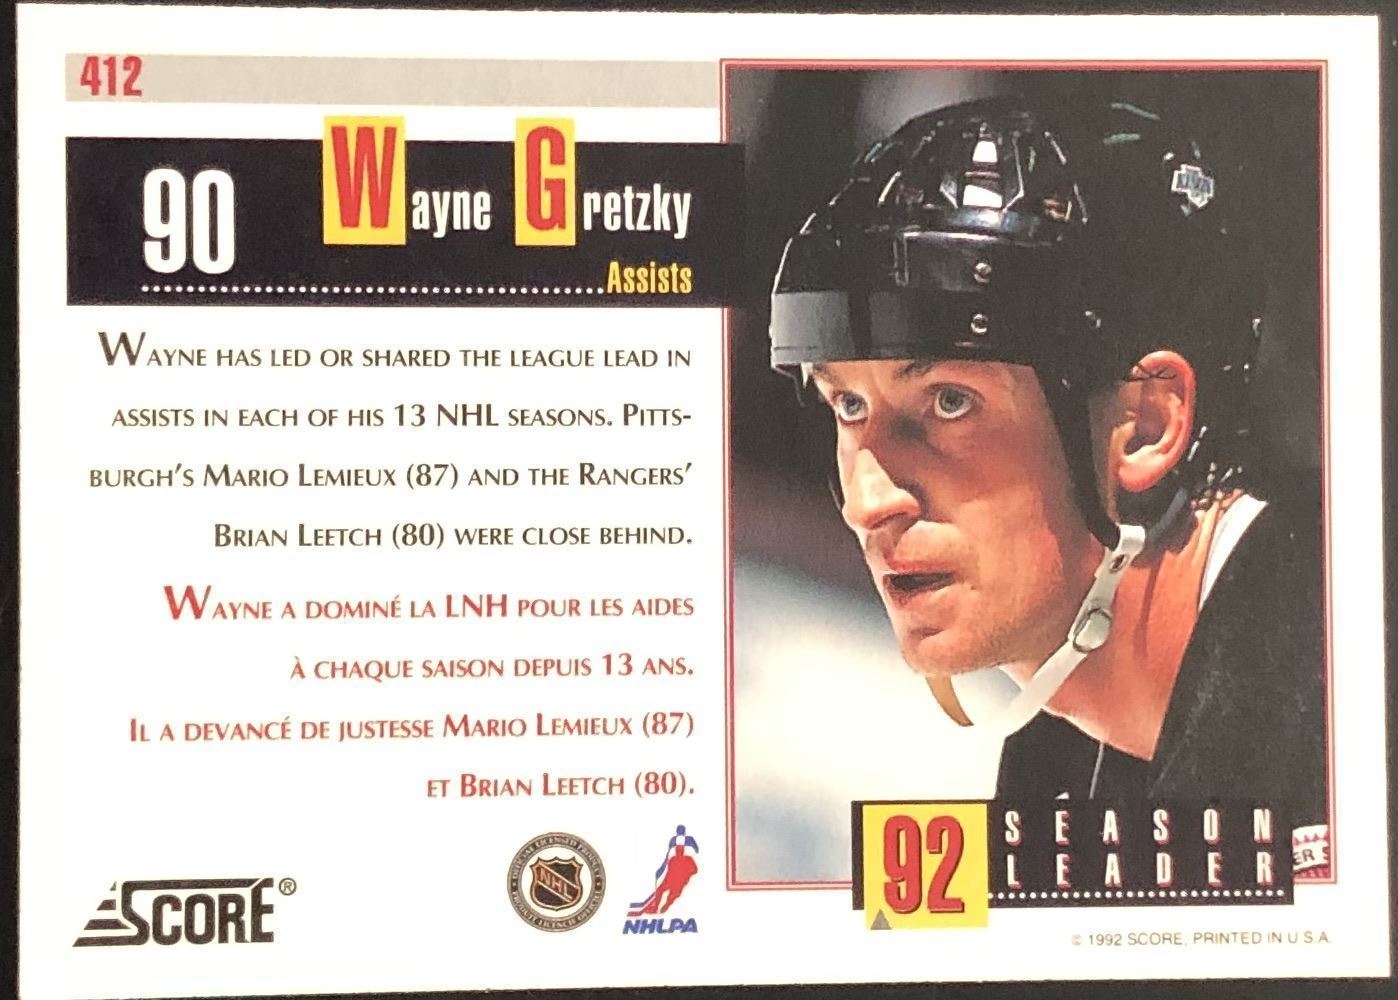 412
90
Wayne Gretzky
Assists
WAYNE HAS LED OR SHARED THE LEAGUE LEAD IN
ASSISTS IN EACH OF HIS 13 NHL SEASONS. PITTS-
BURGH'S MARIO LEMIEUX (87) AND THE RANGERS'
BRIAN LEETCH (80) WERE CLOSE BEHIND.
WAYNE A DOMINÉ LA LNH POUR LES AIDES
À CHAQUE SAISON DEPUIS 13 ANS.
IL A DEVANCÉ DE JUSTESSE MARIO LEMIEUX (87)
ET BRIAN LEETCH (80).
SCORE®
NHL
NHLPA
92
SÉASON
LEADER
© 1992 SCORE, PRINTED IN U.S.A.